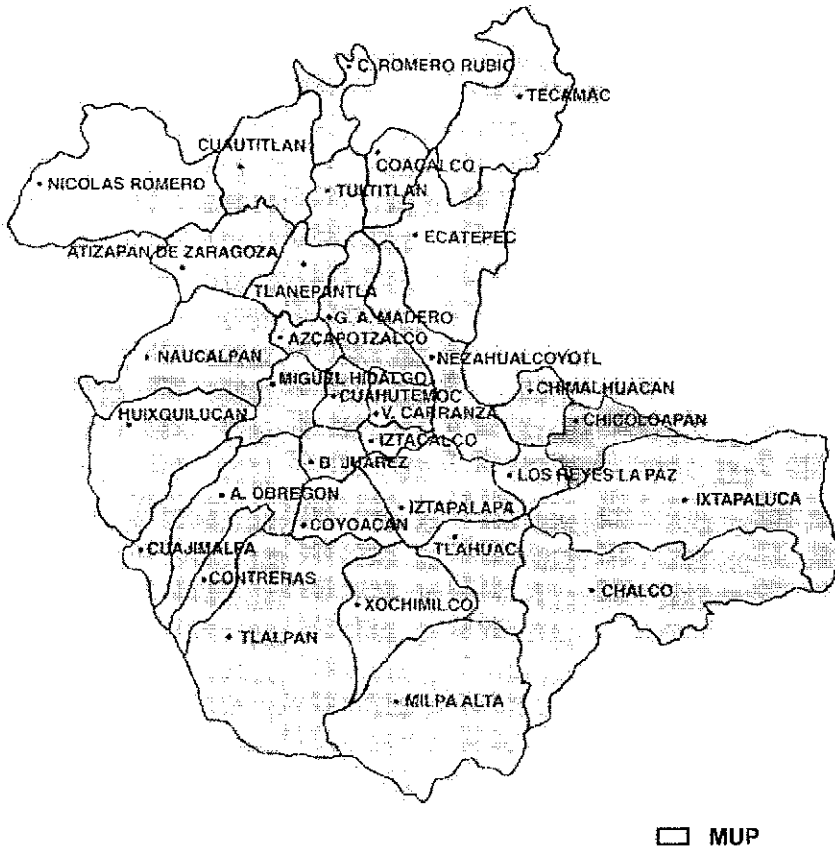 C. ROMERO RUBIO
TECAMAC
CUAUTITLAN
COACALCO
NICOLAS ROMERO
TULTITLAN
ECATEPEC
ATIZAPAN DE ZARAGOZA
TLANEPANTLA
G. A. MADERO
AZCAPOTZALCO
NAUCALPAN
NEZAHUALCOYOTL
MIGUEL HIDALGO
CHIMALHUACAN
CUAHUTEMOC
HUIXQUILUCAN
V. CARRANZA
CHICOLOAPAN
IZTACALCO
B. JUAREZ
LOS REYES LA PAZ
A. OBREGON
IZTAPALAPA
IXTAPALUCA
COYOACAN
CUAJIMALPA
TLAHUAC
CONTRERAS
CHALCO
XOCHIMILCO
TLALPAN
MILPA ALTA
MUP